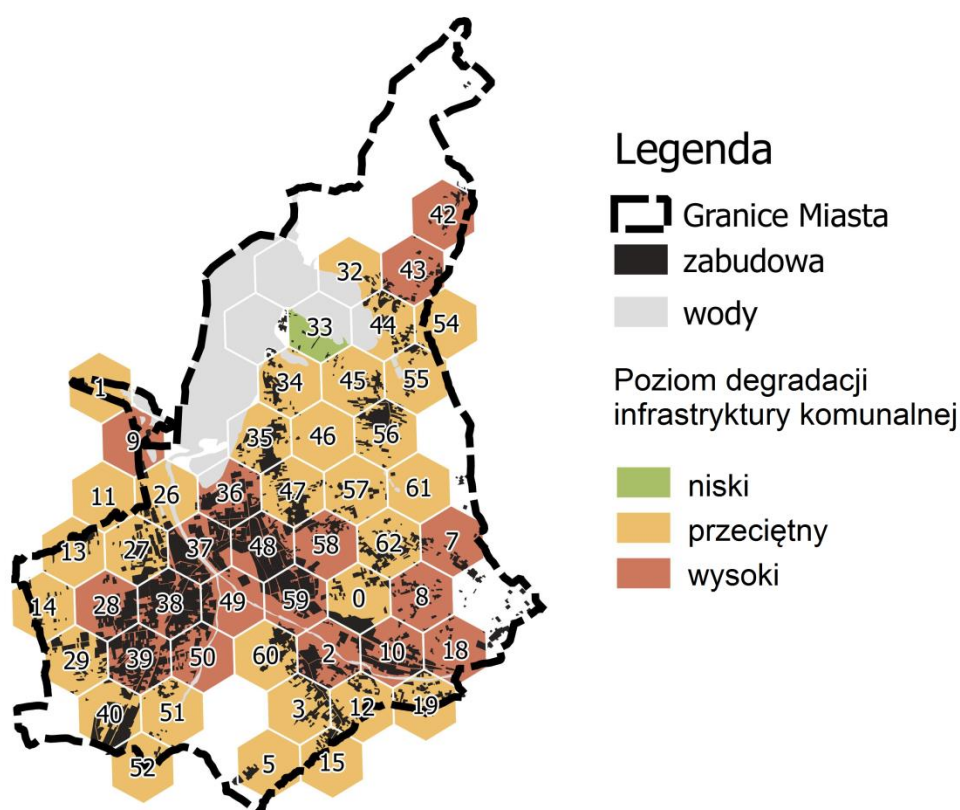 Legenda
Granice Miasta
zabudowa
wody
Poziom degradacji
infrastryktury komunalnej
niski
przeciętny
wysoki
42
32 43
33 44 54
1 34 45 55
9 35 46 56
11 26 36 47 57 61
13 27 37 48 58 62 7
14 28 38 49 59 0 8
29 39 50 60 2 10 18
40 51 3 12 19
52 5 15